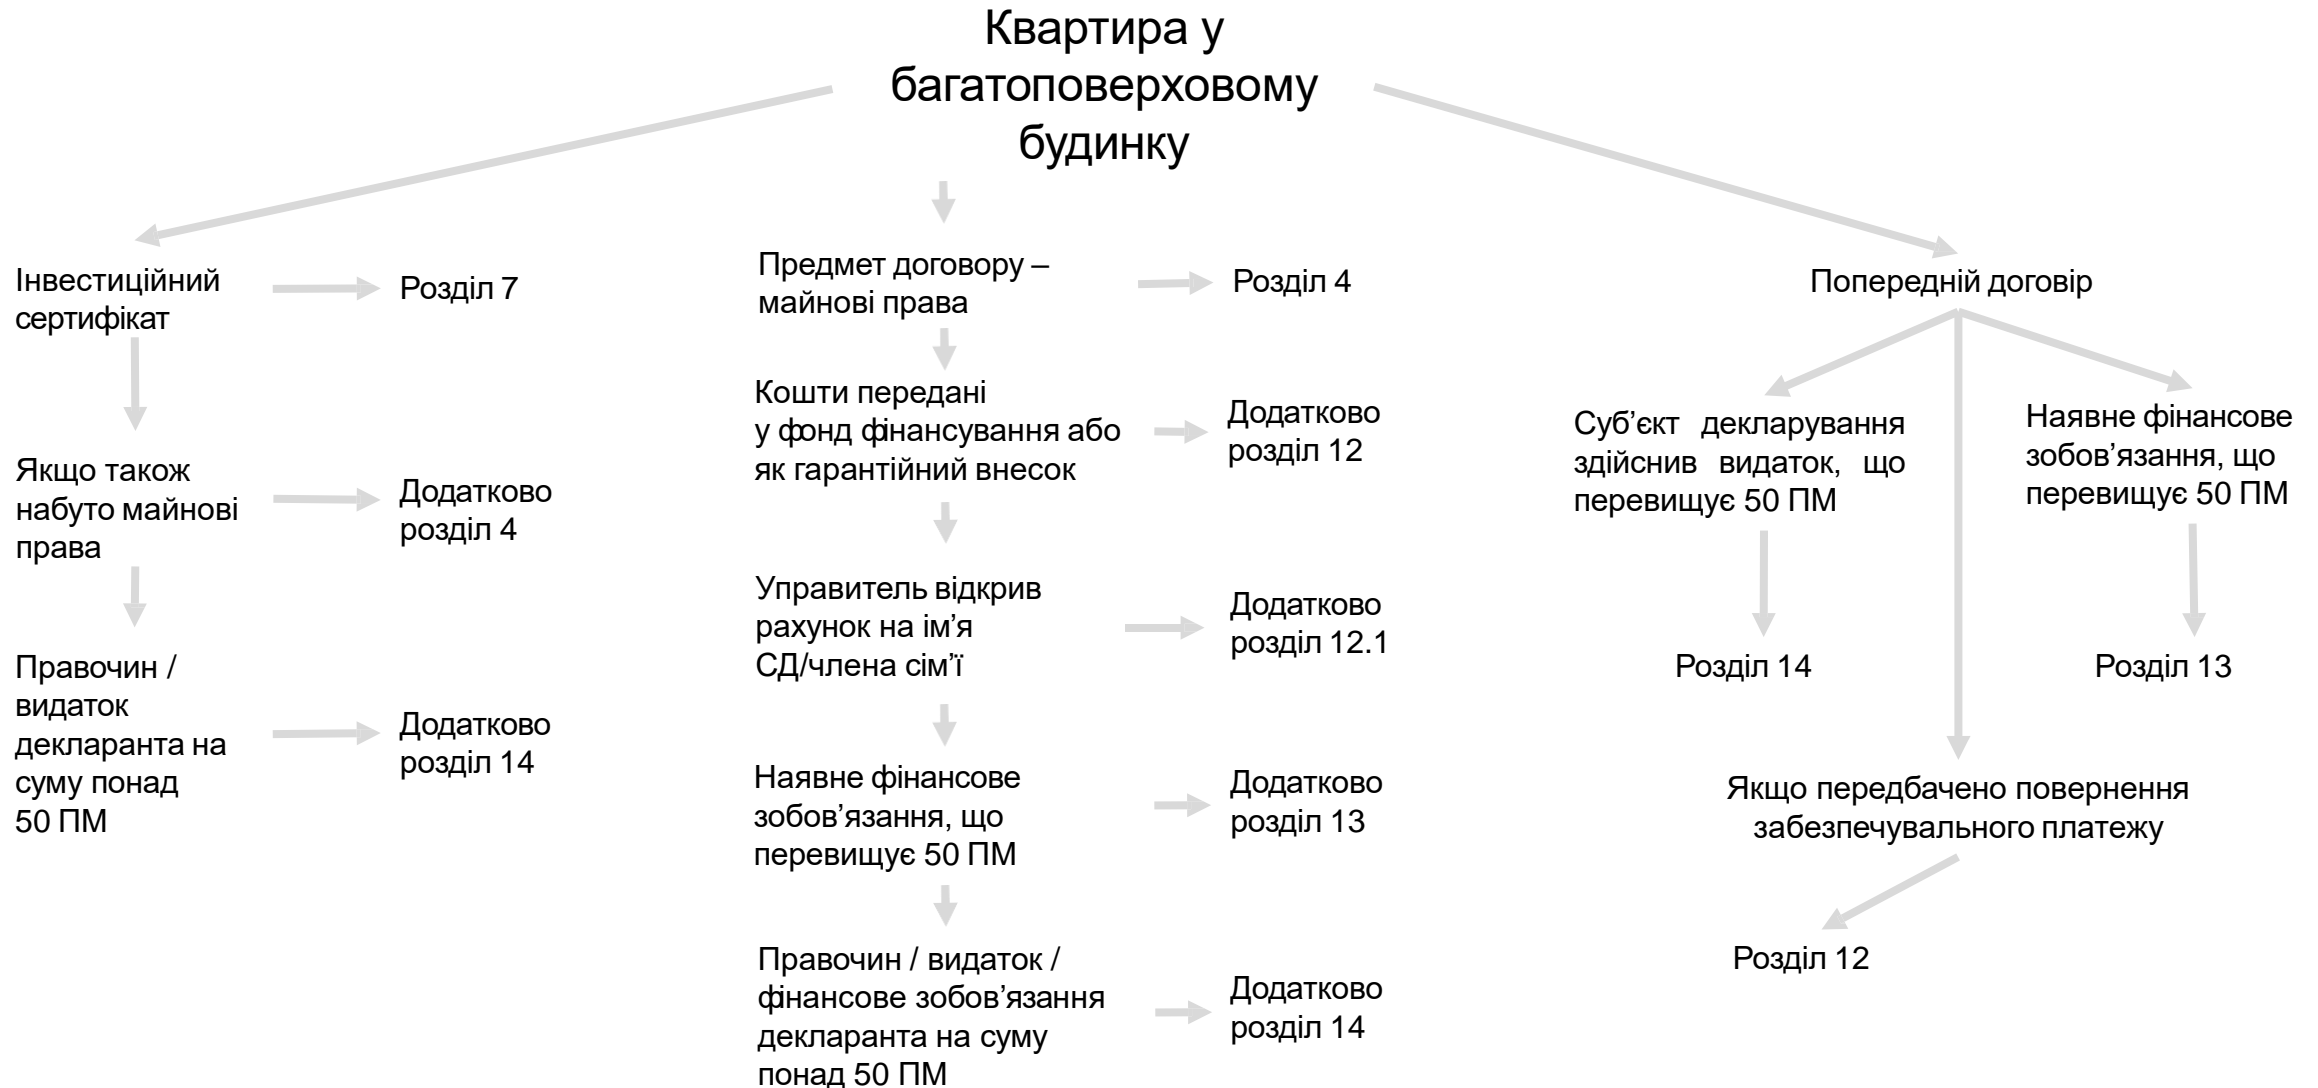 Квартира у
багатоповерховому
будинку
Інвестиційний
сертифікат
Розділ 7
Якщо також
набуто майнові
права
Додатково
розділ 4
Правочин /
видаток
декларанта на
суму понад
50 ПМ
Додатково
розділ 14
Предмет договору –
майнові права
Розділ 4
Кошти передані
у фонд фінансування або
як гарантійний внесок
Додатково
розділ 12
Управитель відкрив
рахунок на ім’я
СД/члена сім’ї
Додатково
розділ 12.1
Наявне фінансове
зобов’язання, що
перевищує 50 ПМ
Додатково
розділ 13
Правочин / видаток /
фінансове зобов’язання
декларанта на суму
понад 50 ПМ
Додатково
розділ 14
Попередній договір
Суб’єкт декларування
здійснив видаток, що
перевищує 50 ПМ
Розділ 14
Наявне фінансове
зобов’язання, що
перевищує 50 ПМ
Розділ 13
Якщо передбачено повернення
забезпечувального платежу
Розділ 12